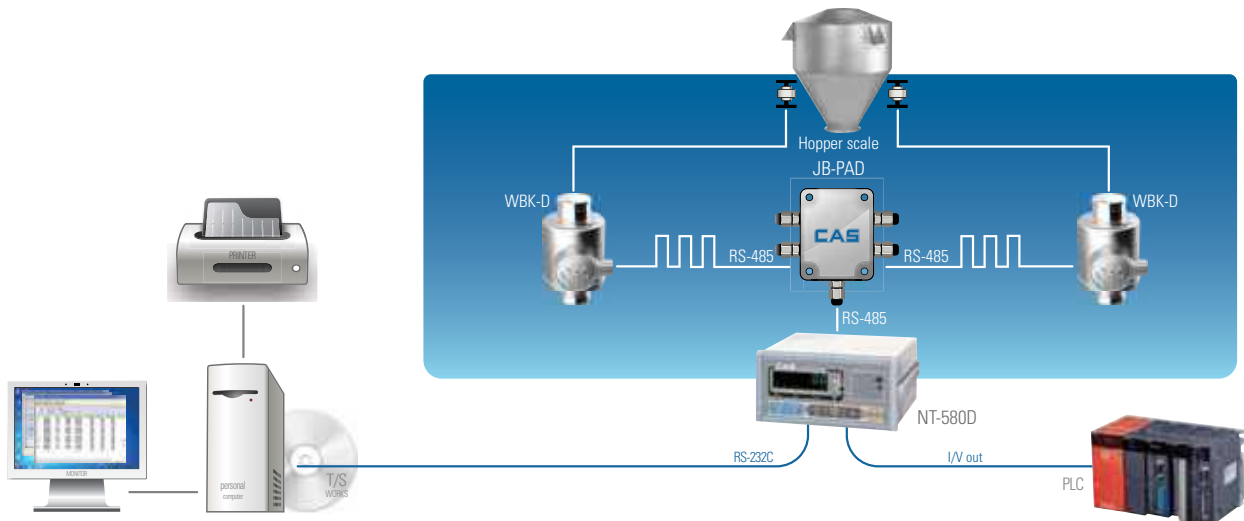 Hopper scale
JB-PAD
WBK-D
WBK-D
CAS
RS-485
RS-485
RS-485
PRINTER
NT-580D
MONITOR
personal
computer
T/S
WORKS
RS-232C
I/V out
PLC